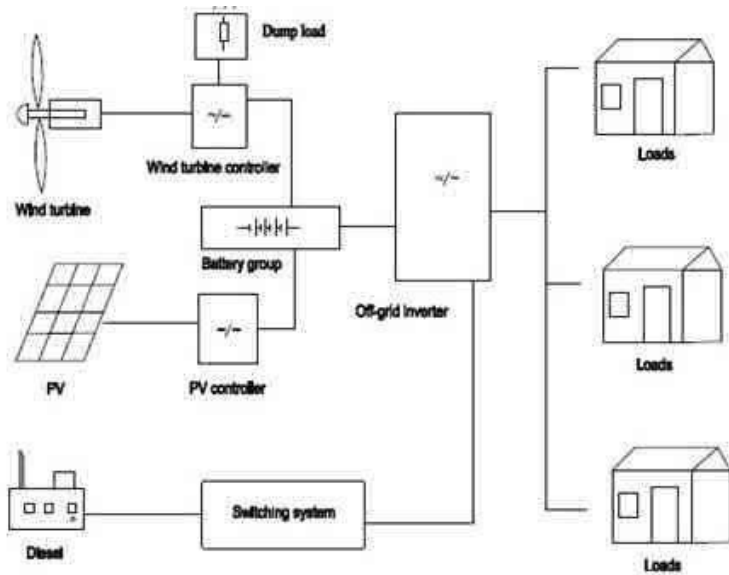 Dump load
~/~
Wind turbine controller
Wind turbine
~/~
Loads
Battery group
Off-grid inverter
~/~
PV
PV controller
Loads
Switching system
Diesel
Loads